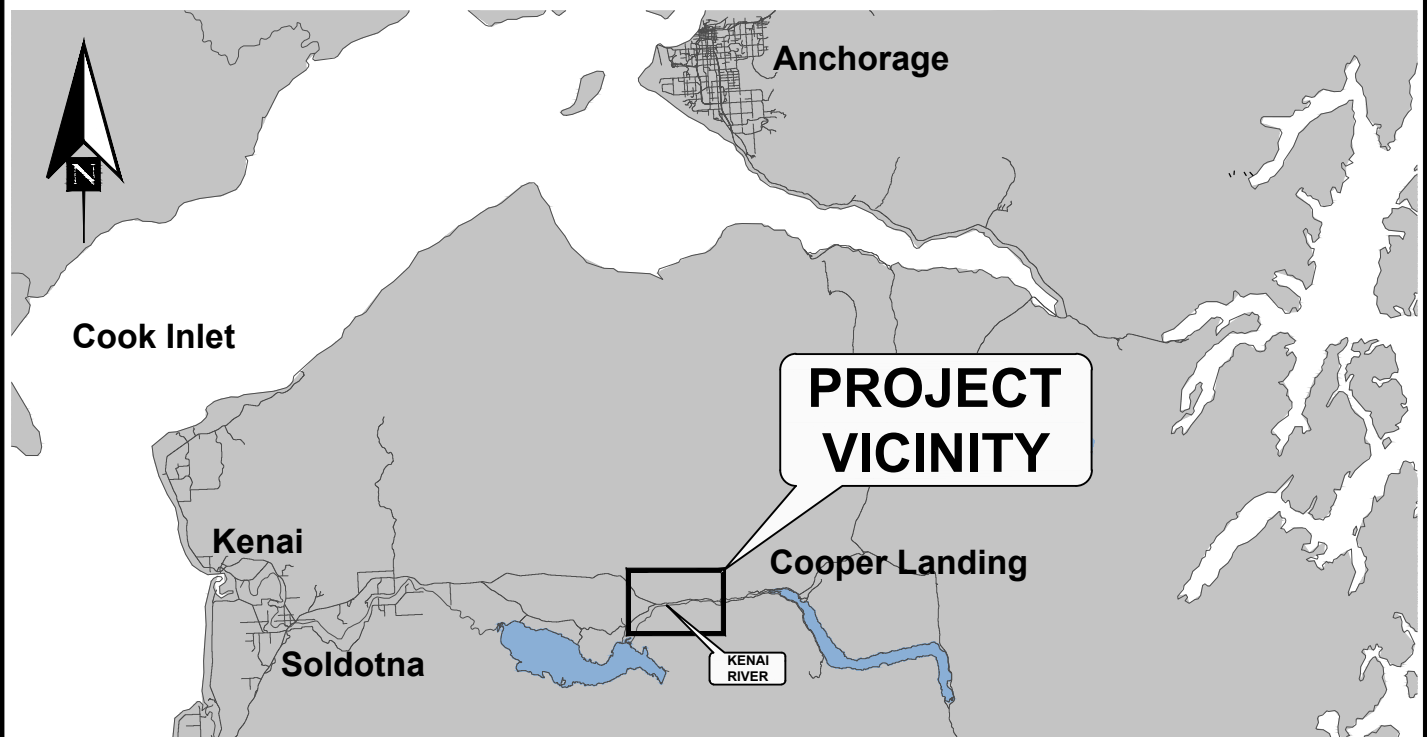 Anchorage
N
Cook Inlet
PROJECT
VICINITY
Kenai
Cooper Landing
Soldotna
KENAI
RIVER